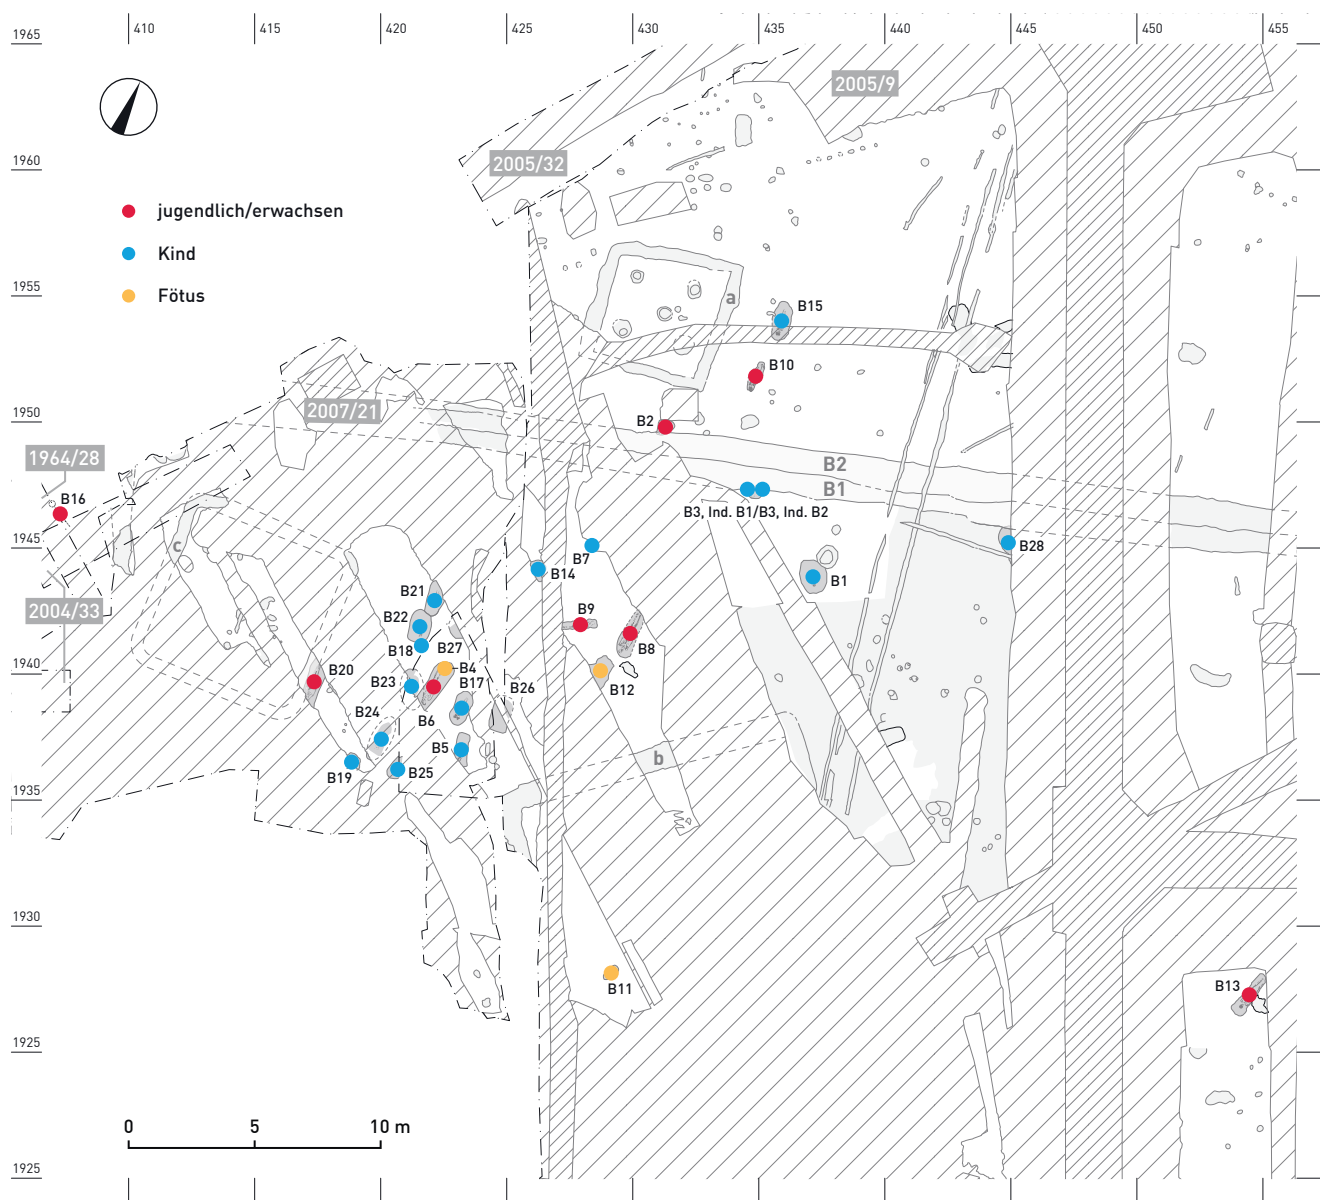 410 415 420 425 430 435 440 445 450 455
1965
2005/9
1960
2005/32
jugendlich/erwachsen
Kind
Fötus
1955
a
B15
B10
1950
2007/21
B2
1964/28
B2
B16
B1
B3, Ind. B1/B3, Ind. B2
c
1945
B7
B28
B14
B1
B21
2004/33
B9
B22
B18
B27
B8
1940
B20
B23
B4
B17
B12
B26
B24
B6
B5
b
B19
B25
1935
1930
B11
B13
1925
0 5 10 m
1925